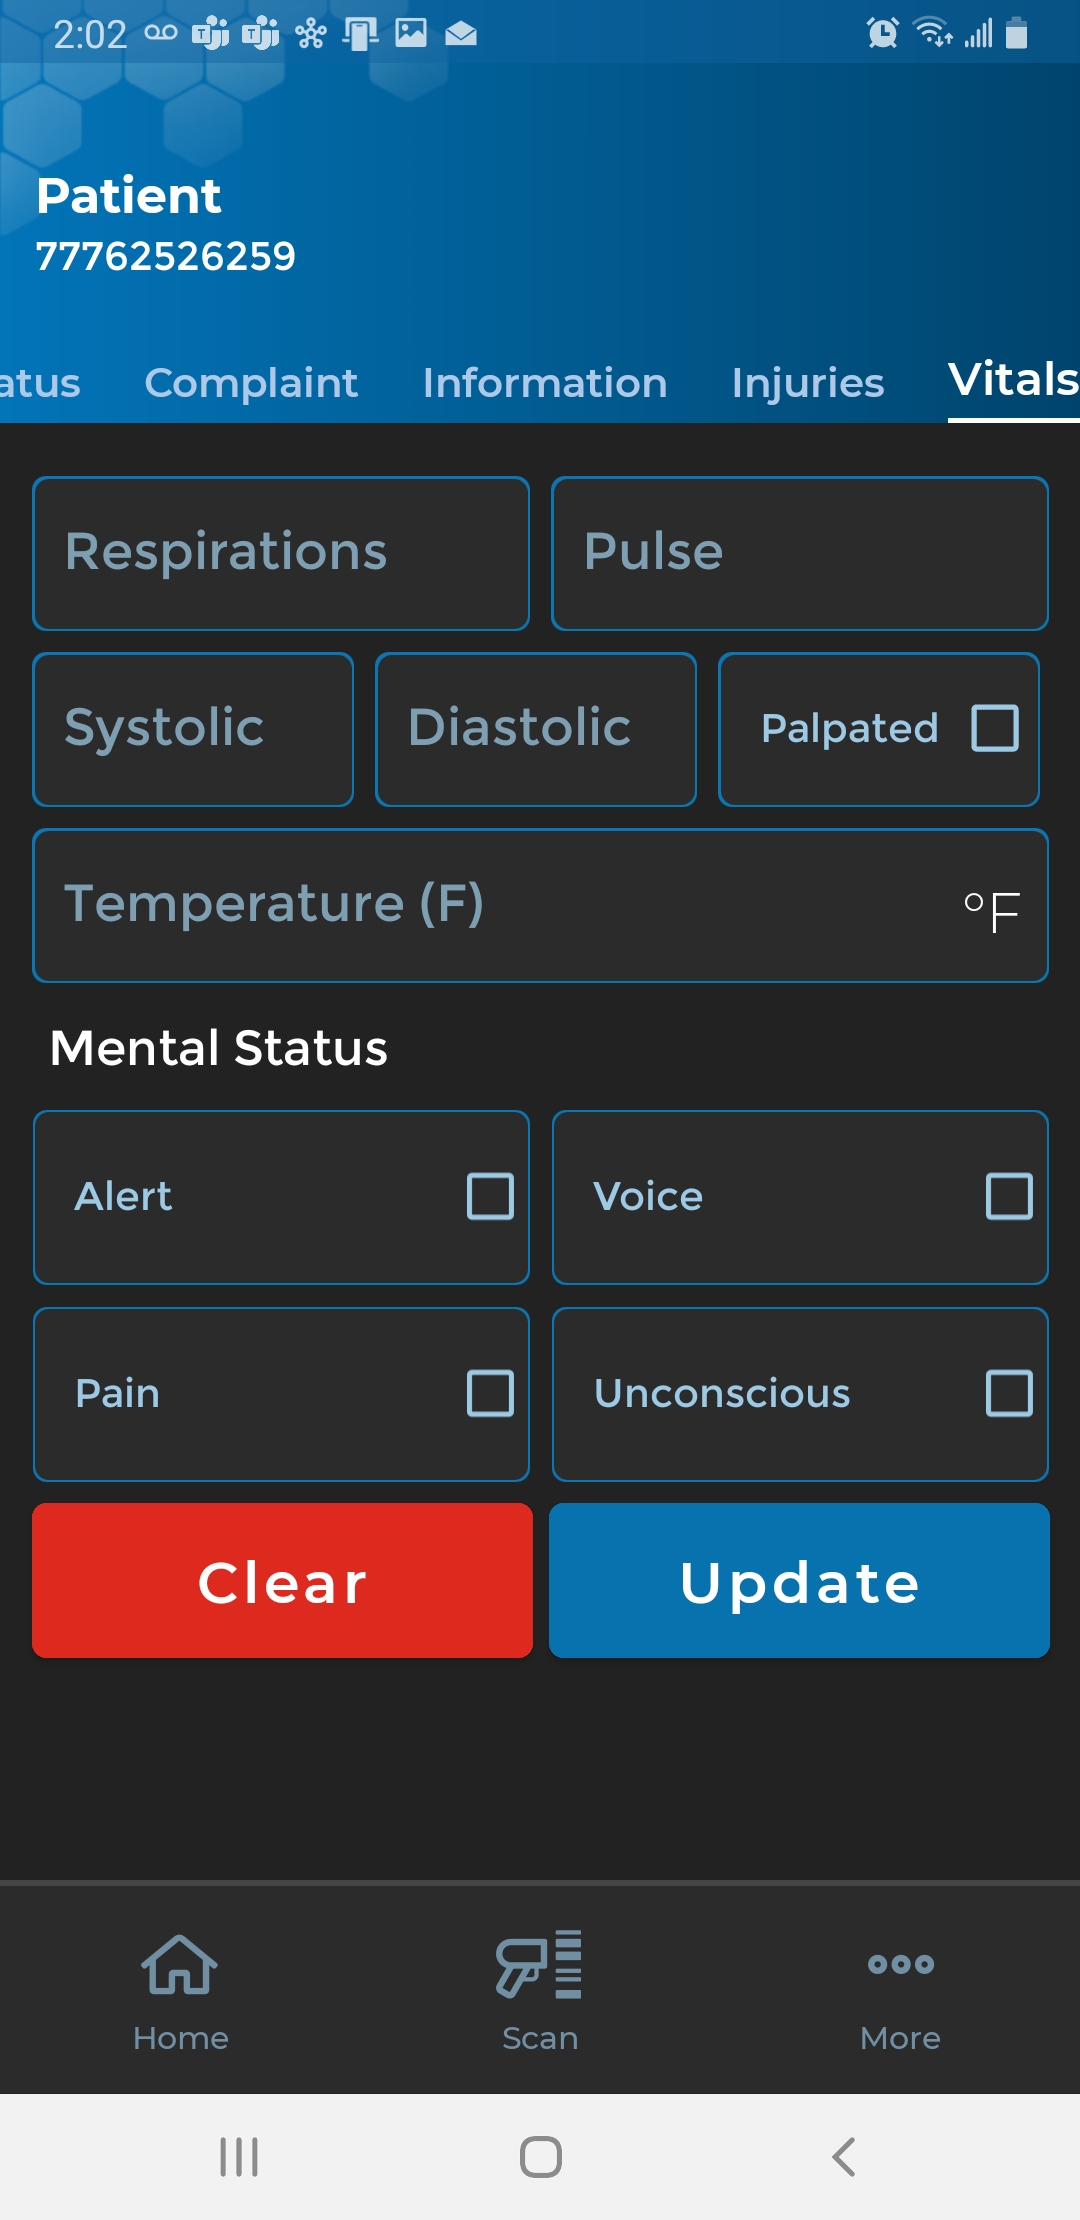 2:02
Patient
77762526259
atus Complaint Information Injuries Vitals
Respirations Pulse
Systolic Diastolic Palpated
Temperature (F) °F
Mental Status
Alert Voice
Pain Unconscious
Clear Update
Home Scan More